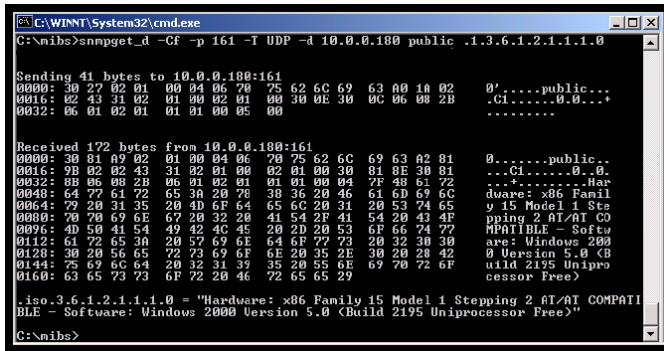 C:\WINNT\System32\cmd.exe
C:\mibs>snmpget_d -Cf -p 161 -T UDP -d 10.0.0.180 public .1.3.6.1.2.1.1.1.0
Sending 41 bytes to 10.0.0.180:161
0000: 30 27 02 01 00 04 06 70 75 62 6C 69 63 A0 1A 02 0'.....public...
0016: 02 43 31 02 01 00 02 01 00 30 0E 30 0C 06 08 2B .C1......0.0...+
0032: 06 01 02 01 01 01 00 05 00 .........
Received 172 bytes from 10.0.0.180:161
0000: 30 81 A9 02 01 00 04 06 70 75 62 6C 69 63 A2 81 0.......public..
0016: 9B 02 02 43 31 02 01 00 02 01 00 30 81 8E 30 81 ...C1......0..0.
0032: 8B 06 08 2B 06 01 02 01 01 01 00 04 7F 48 61 72 ...+.........Har
0048: 64 77 61 72 65 3A 20 78 38 36 20 46 61 6D 69 6C dware: x86 Famil
0064: 79 20 31 35 20 4D 6F 64 65 6C 20 31 20 53 74 65 y 15 Model 1 Ste
0080: 70 70 69 6E 67 20 32 20 41 54 2F 41 54 20 43 4F pping 2 AT/AT CO
0096: 4D 50 41 54 49 42 4C 45 20 2D 20 53 6F 66 74 77 MPATIBLE - Softw
0112: 61 72 65 3A 20 57 69 6E 64 6F 77 73 20 32 30 30 are: Windows 200
0128: 30 20 56 65 72 73 69 6F 6E 20 35 2E 30 20 28 42 0 Version 5.0 (B
0144: 75 69 6C 64 20 32 31 39 35 20 55 6E 69 70 72 6F uild 2195 Unipro
0160: 63 65 73 73 6F 72 20 46 72 65 65 29 cessor Free)
.iso.3.6.1.2.1.1.1.0 = "Hardware: x86 Family 15 Model 1 Stepping 2 AT/AT COMPATI
BLE - Software: Windows 2000 Version 5.0 (Build 2195 Uniprocessor Free)"
C:\mibs>